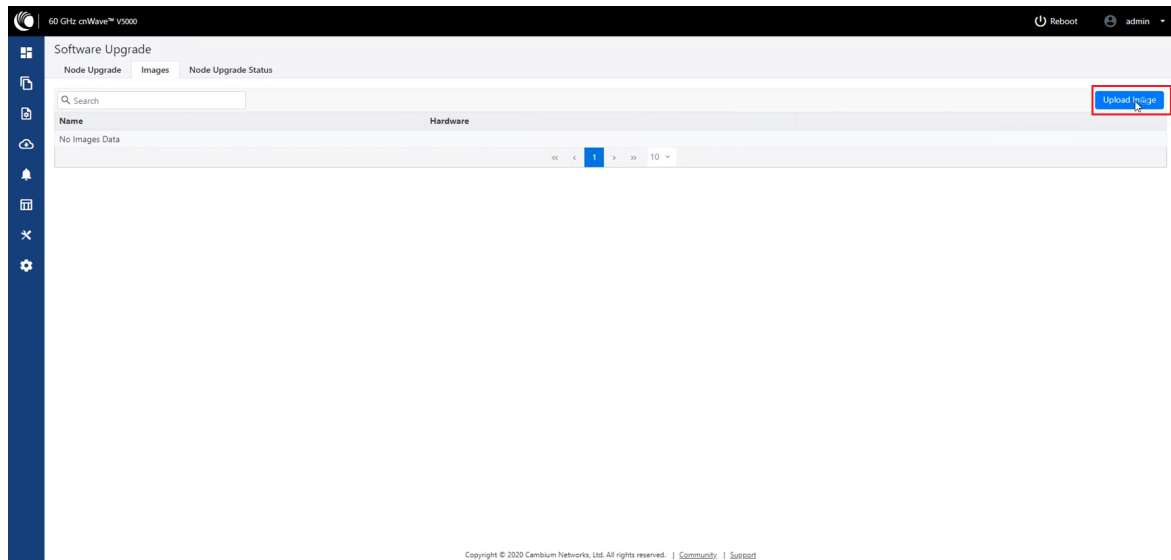 60 GHz cnWave™ V5000 Reboot admin
Software Upgrade
Node Upgrade Images Node Upgrade Status
Search Upload Image
Name Hardware
No Images Data
« ‹ 1 › » 10
Copyright © 2020 Cambium Networks, Ltd. All rights reserved. | Community | Support